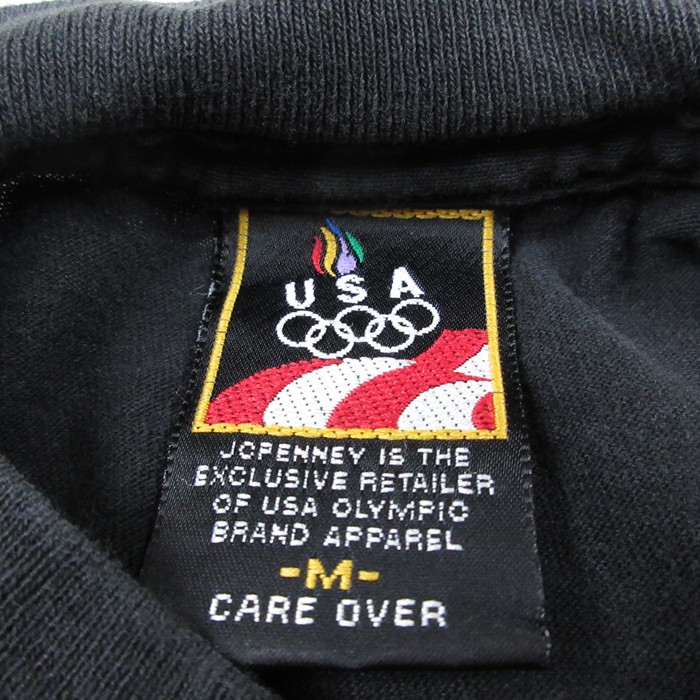 USA
JCPENNEY IS THE
EXCLUSIVE RETAILER
OF USA OLYMPIC
BRAND APPAREL
-M-
CARE OVER